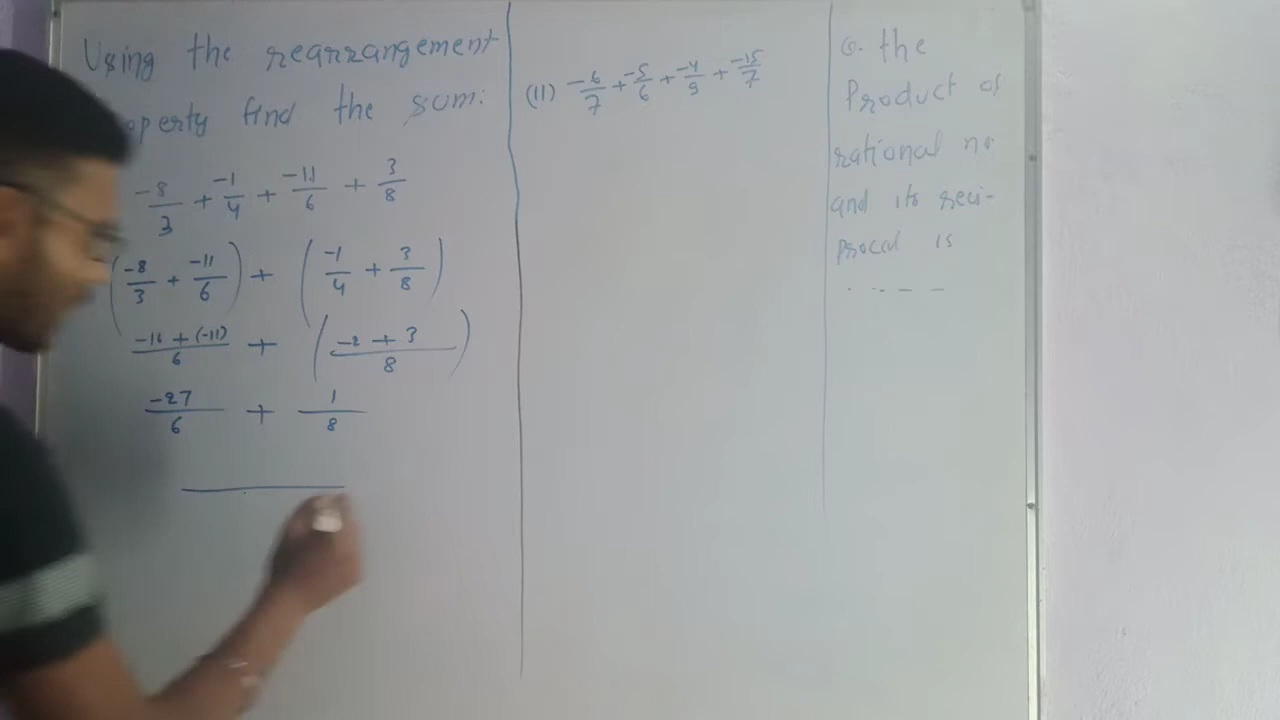 Using the rearrangement
operty find the sum:
-8/3 + -1/4 + -11/6 + 3/8
(-8/3 + -11/6) + (-1/4 + 3/8)
-16 + (-11)/6 + (-2 + 3/8)
-27/6 + 1/8
(11) -6/7 + -5/6 + -4/9 + -15/7
6. the
Product of
rational no
and its reci-
procal is
- - - - -